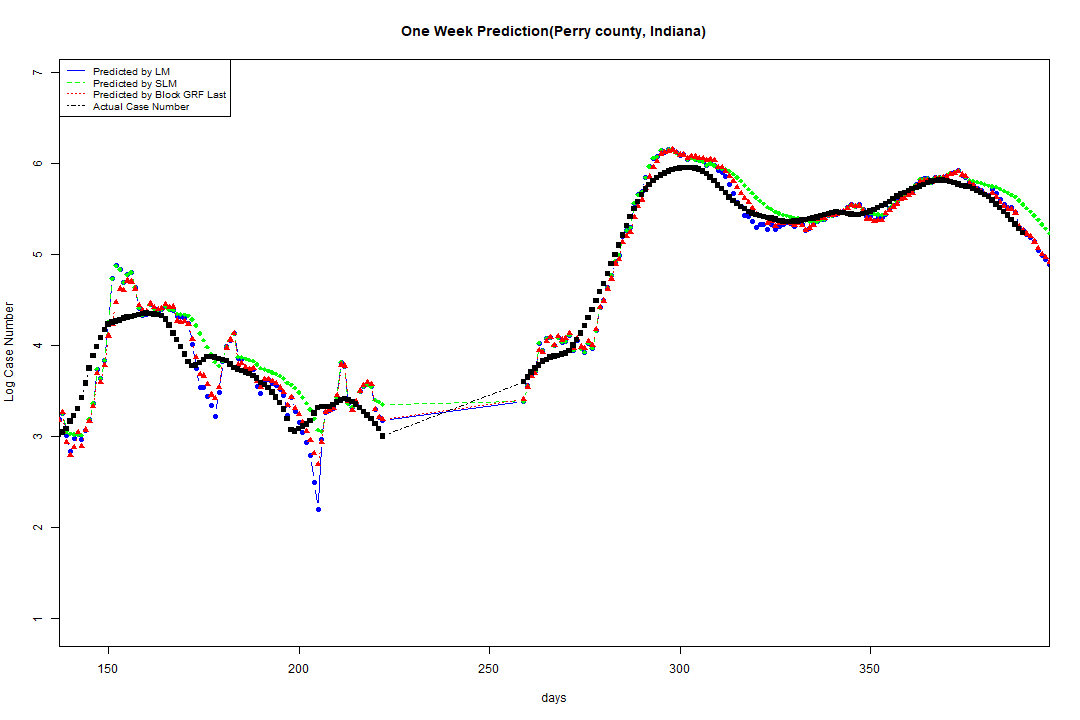 One Week Prediction(Perry county, Indiana)
Predicted by LM
Predicted by SLM
Predicted by Block GRF Last
Actual Case Number
7
6
5
4
3
2
1
Log Case Number
150 200 250 300 350
days